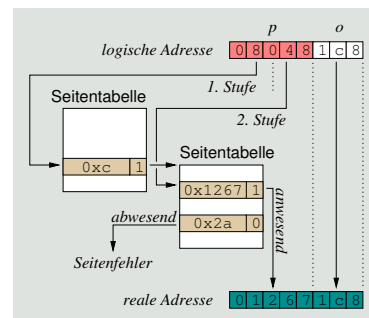 p o
logische Adresse 0 8 0 4 8 1 c 8
1. Stufe
Seitentabelle
2. Stufe
Seitentabelle
0xc 1
0x1267 1
abwesend
0x2a 0
anwesend
Seitenfehler
reale Adresse 0 1 2 6 7 1 c 8